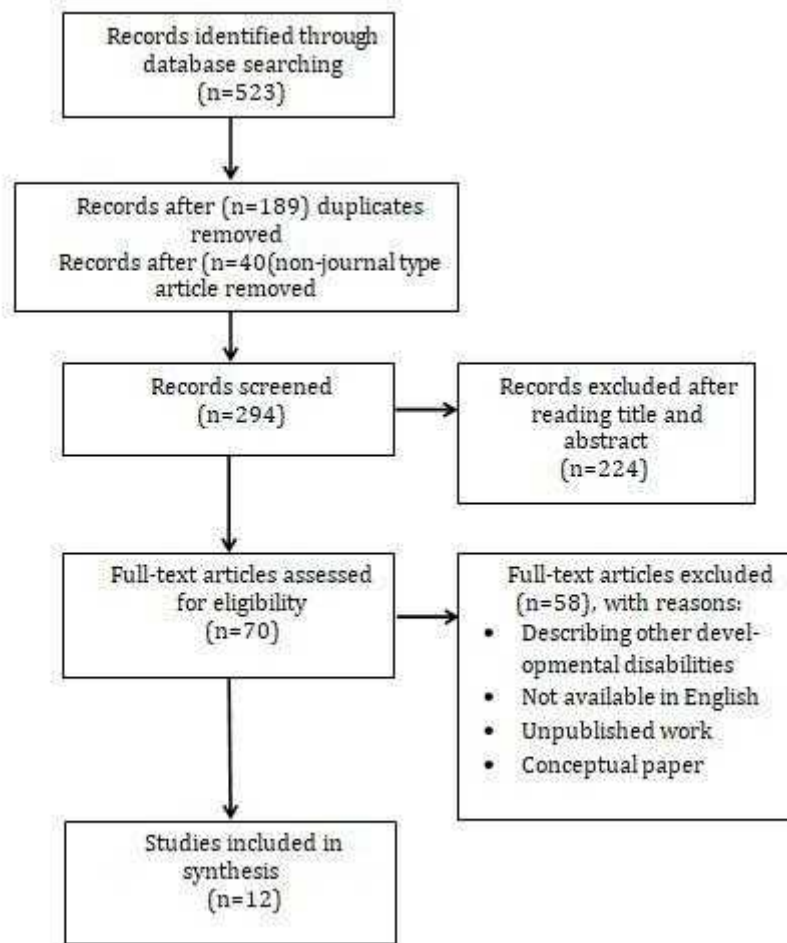 Records identified through
database searching
(n=523)
Records after (n=189) duplicates
removed
Records after (n=40(non-journal type
article removed
Records screened
(n=294)
Records excluded after
reading title and
abstract
(n=224)
Full-text articles assessed
for eligibility
(n=70)
Full-text articles excluded
(n=58), with reasons:
• Describing other devel-
opmental disabilities
• Not available in English
• Unpublished work
• Conceptual paper
Studies included in
synthesis
(n=12)